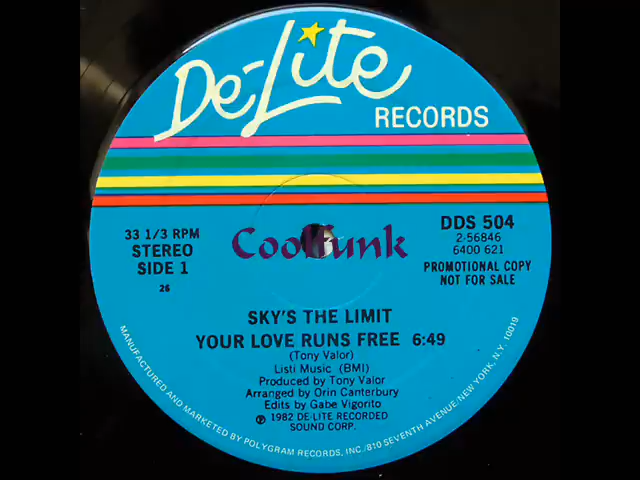 De-Lite
RECORDS
33 1/3 RPM
STEREO
SIDE 1
26
Coolfunk
DDS 504
2-56846
6400 621
PROMOTIONAL COPY
NOT FOR SALE
SKY'S THE LIMIT
YOUR LOVE RUNS FREE 6:49
(Tony Valor)
Listi Music (BMI)
Produced by Tony Valor
Arranged by Orin Canterbury
Edits by Gabe Vigorito
℗ 1982 DE-LITE RECORDED
SOUND CORP.
MANUFACTURED AND MARKETED BY POLYGRAM RECORDS, INC./810 SEVENTH AVENUE/NEW YORK, N.Y. 10019